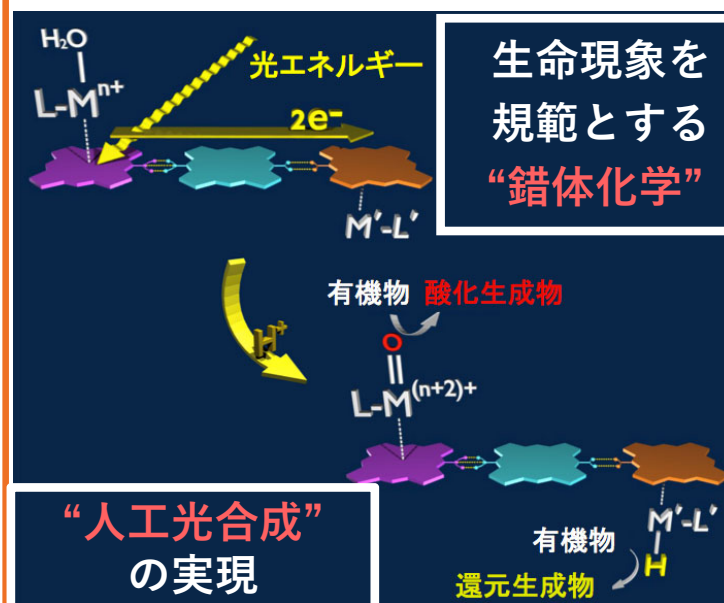 H₂O
L-Mⁿ⁺
光エネルギー
2e⁻
M'-L'
生命現象を
規範とする
“錯体化学”
H⁺
有機物 酸化生成物
O
L-M⁽ⁿ⁺²⁾⁺
“人工光合成”
の実現
M'-L'
有機物
H
還元生成物